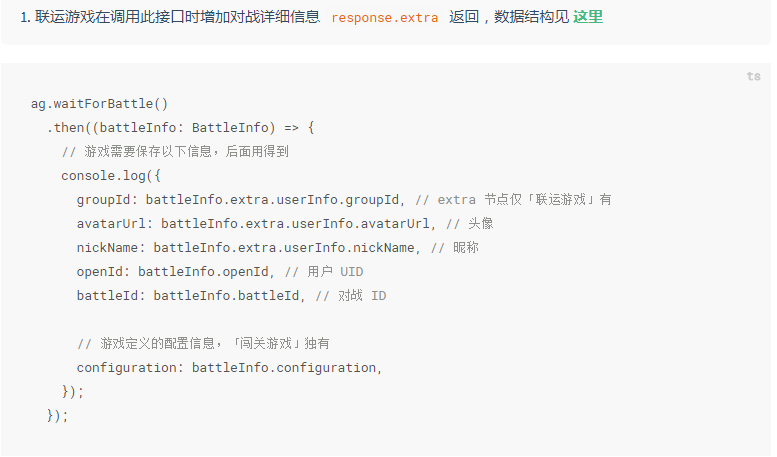 1. 联运游戏在调用此接口时增加对战详细信息 response.extra 返回，数据结构见 这里
ts
ag.waitForBattle()
  .then((battleInfo: BattleInfo) => {
    // 游戏需要保存以下信息，后面用得到
    console.log({
      groupId: battleInfo.extra.userInfo.groupId, // extra 节点仅「联运游戏」有
      avatarUrl: battleInfo.extra.userInfo.avatarUrl, // 头像
      nickName: battleInfo.extra.userInfo.nickName, // 昵称
      openId: battleInfo.openId, // 用户 UID
      battleId: battleInfo.battleId, // 对战 ID

      // 游戏定义的配置信息，「闯关游戏」独有
      configuration: battleInfo.configuration,
    });
  });